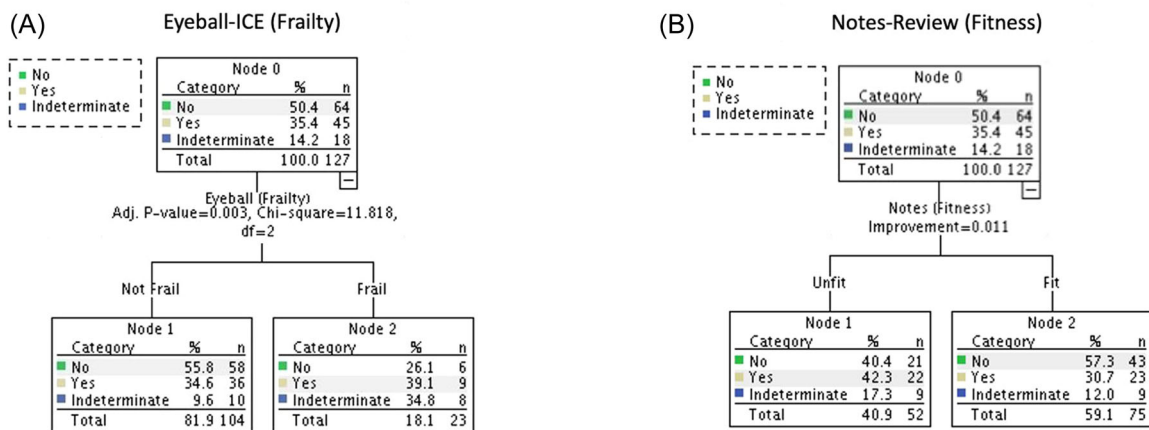 (A)
Eyeball-ICE (Frailty)
No
Yes
Indeterminate
Node 0
Category % n
No 50.4 64
Yes 35.4 45
Indeterminate 14.2 18
Total 100.0 127
Eyeball (Frailty)
Adj. P-value=0.003, Chi-square=11.818,
df=2
Not Frail
Frail
Node 1
Category % n
No 55.8 58
Yes 34.6 36
Indeterminate 9.6 10
Total 81.9 104
Node 2
Category % n
No 26.1 6
Yes 39.1 9
Indeterminate 34.8 8
Total 18.1 23
(B)
Notes-Review (Fitness)
No
Yes
Indeterminate
Node 0
Category % n
No 50.4 64
Yes 35.4 45
Indeterminate 14.2 18
Total 100.0 127
Notes (Fitness)
Improvement=0.011
Unfit
Fit
Node 1
Category % n
No 40.4 21
Yes 42.3 22
Indeterminate 17.3 9
Total 40.9 52
Node 2
Category % n
No 57.3 43
Yes 30.7 23
Indeterminate 12.0 9
Total 59.1 75